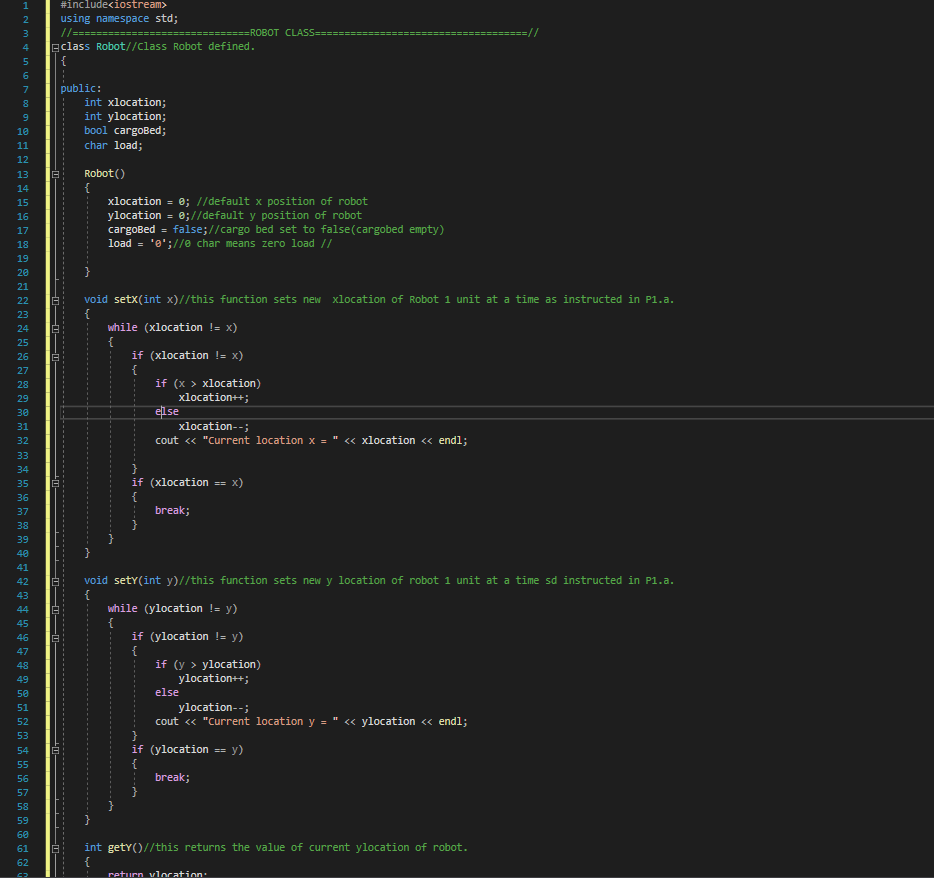 1 #include<iostream>
2 using namespace std;
3 //==============================ROBOT CLASS====================================//
4 class Robot//Class Robot defined.
5 {
6
7 public:
8 int xlocation;
9 int ylocation;
10 bool cargoBed;
11 char load;
12
13 Robot()
14 {
15 xlocation = 0; //default x position of robot
16 ylocation = 0;//default y position of robot
17 cargoBed = false;//cargo bed set to false(cargobed empty)
18 load = '0';//0 char means zero load //
19
20 }
21
22 void setX(int x)//this function sets new  xlocation of Robot 1 unit at a time as instructed in P1.a.
23 {
24 while (xlocation != x)
25 {
26 if (xlocation != x)
27 {
28 if (x > xlocation)
29 xlocation++;
30 else
31 xlocation--;
32 cout << "Current location x = " << xlocation << endl;
33
34 }
35 if (xlocation == x)
36 {
37 break;
38 }
39 }
40 }
41
42 void setY(int y)//this function sets new y location of robot 1 unit at a time sd instructed in P1.a.
43 {
44 while (ylocation != y)
45 {
46 if (ylocation != y)
47 {
48 if (y > ylocation)
49 ylocation++;
50 else
51 ylocation--;
52 cout << "Current location y = " << ylocation << endl;
53 }
54 if (ylocation == y)
55 {
56 break;
57 }
58 }
59 }
60
61 int getY()//this returns the value of current ylocation of robot.
62 {
63 return ylocation;